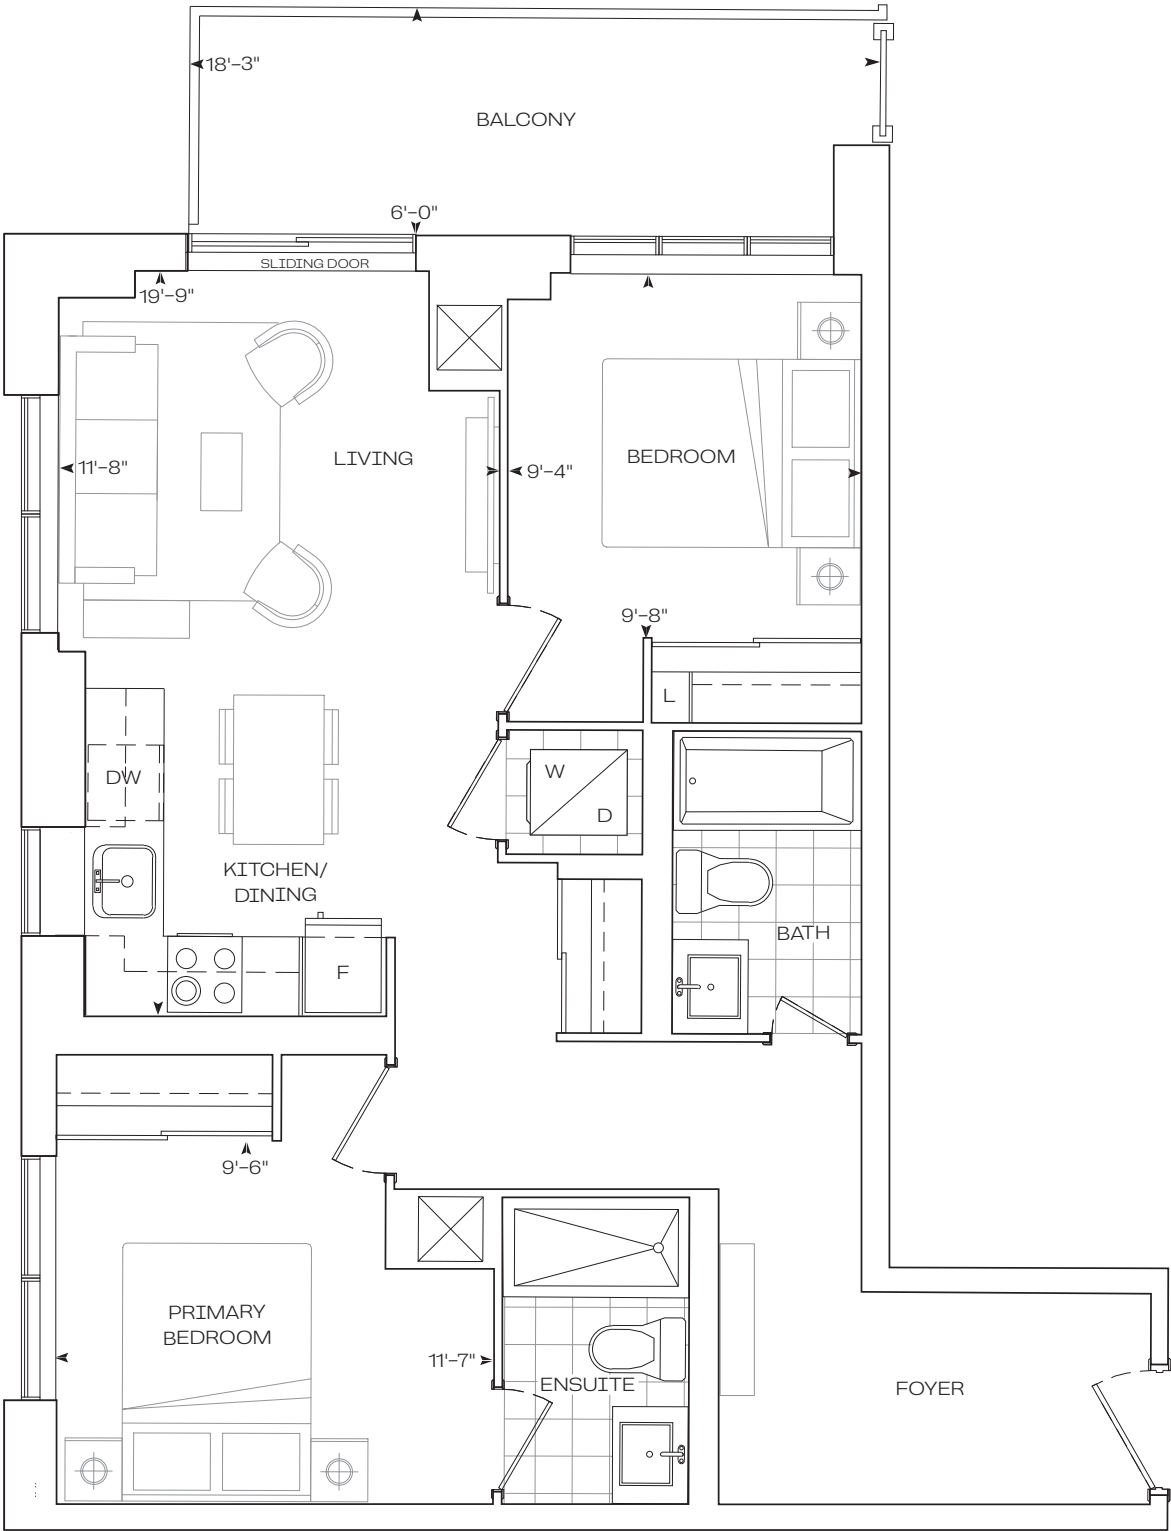 18'-3"
BALCONY
6'-0"
SLIDING DOOR
19'-9"
LIVING
11'-8"
9'-4"
BEDROOM
9'-8"
L
DW
W
D
KITCHEN/
DINING
BATH
F
9'-6"
PRIMARY
BEDROOM
11'-7"
ENSUITE
FOYER